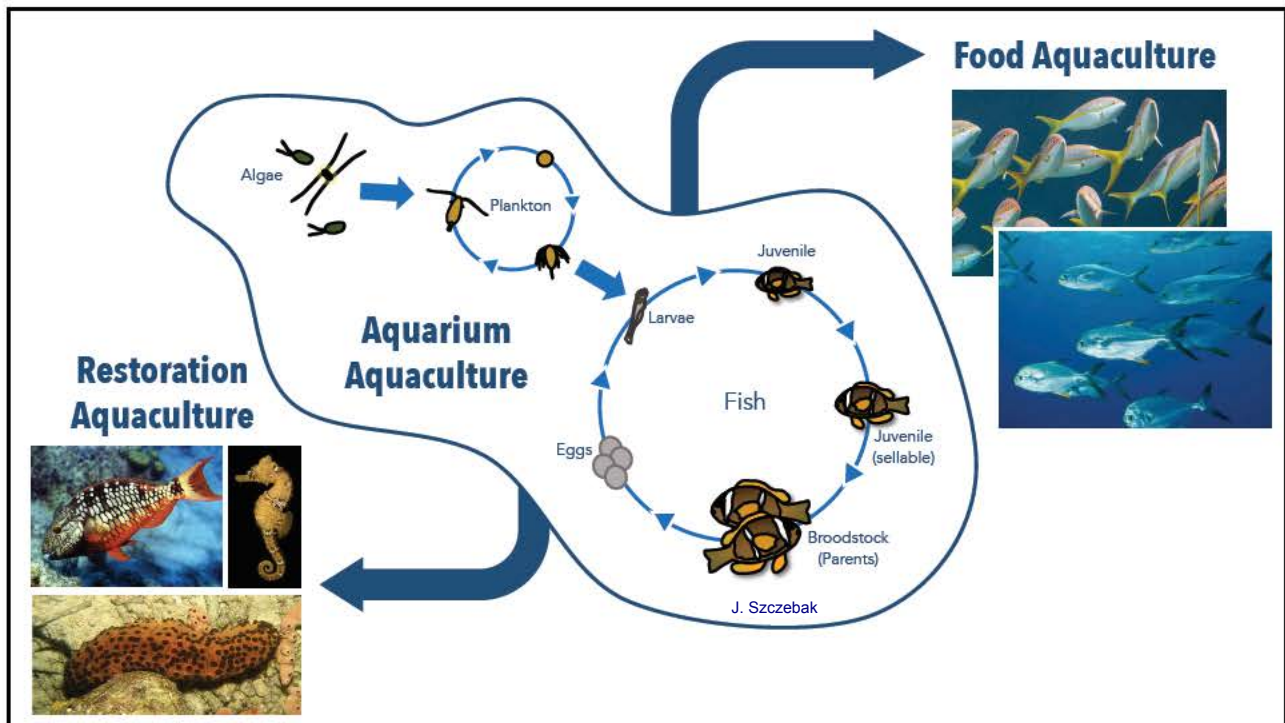 Food Aquaculture
Algae
Plankton
Juvenile
Larvae
Aquarium
Aquaculture
Restoration
Aquaculture
Fish
Juvenile
(sellable)
Eggs
Broodstock
(Parents)
J. Szczebak